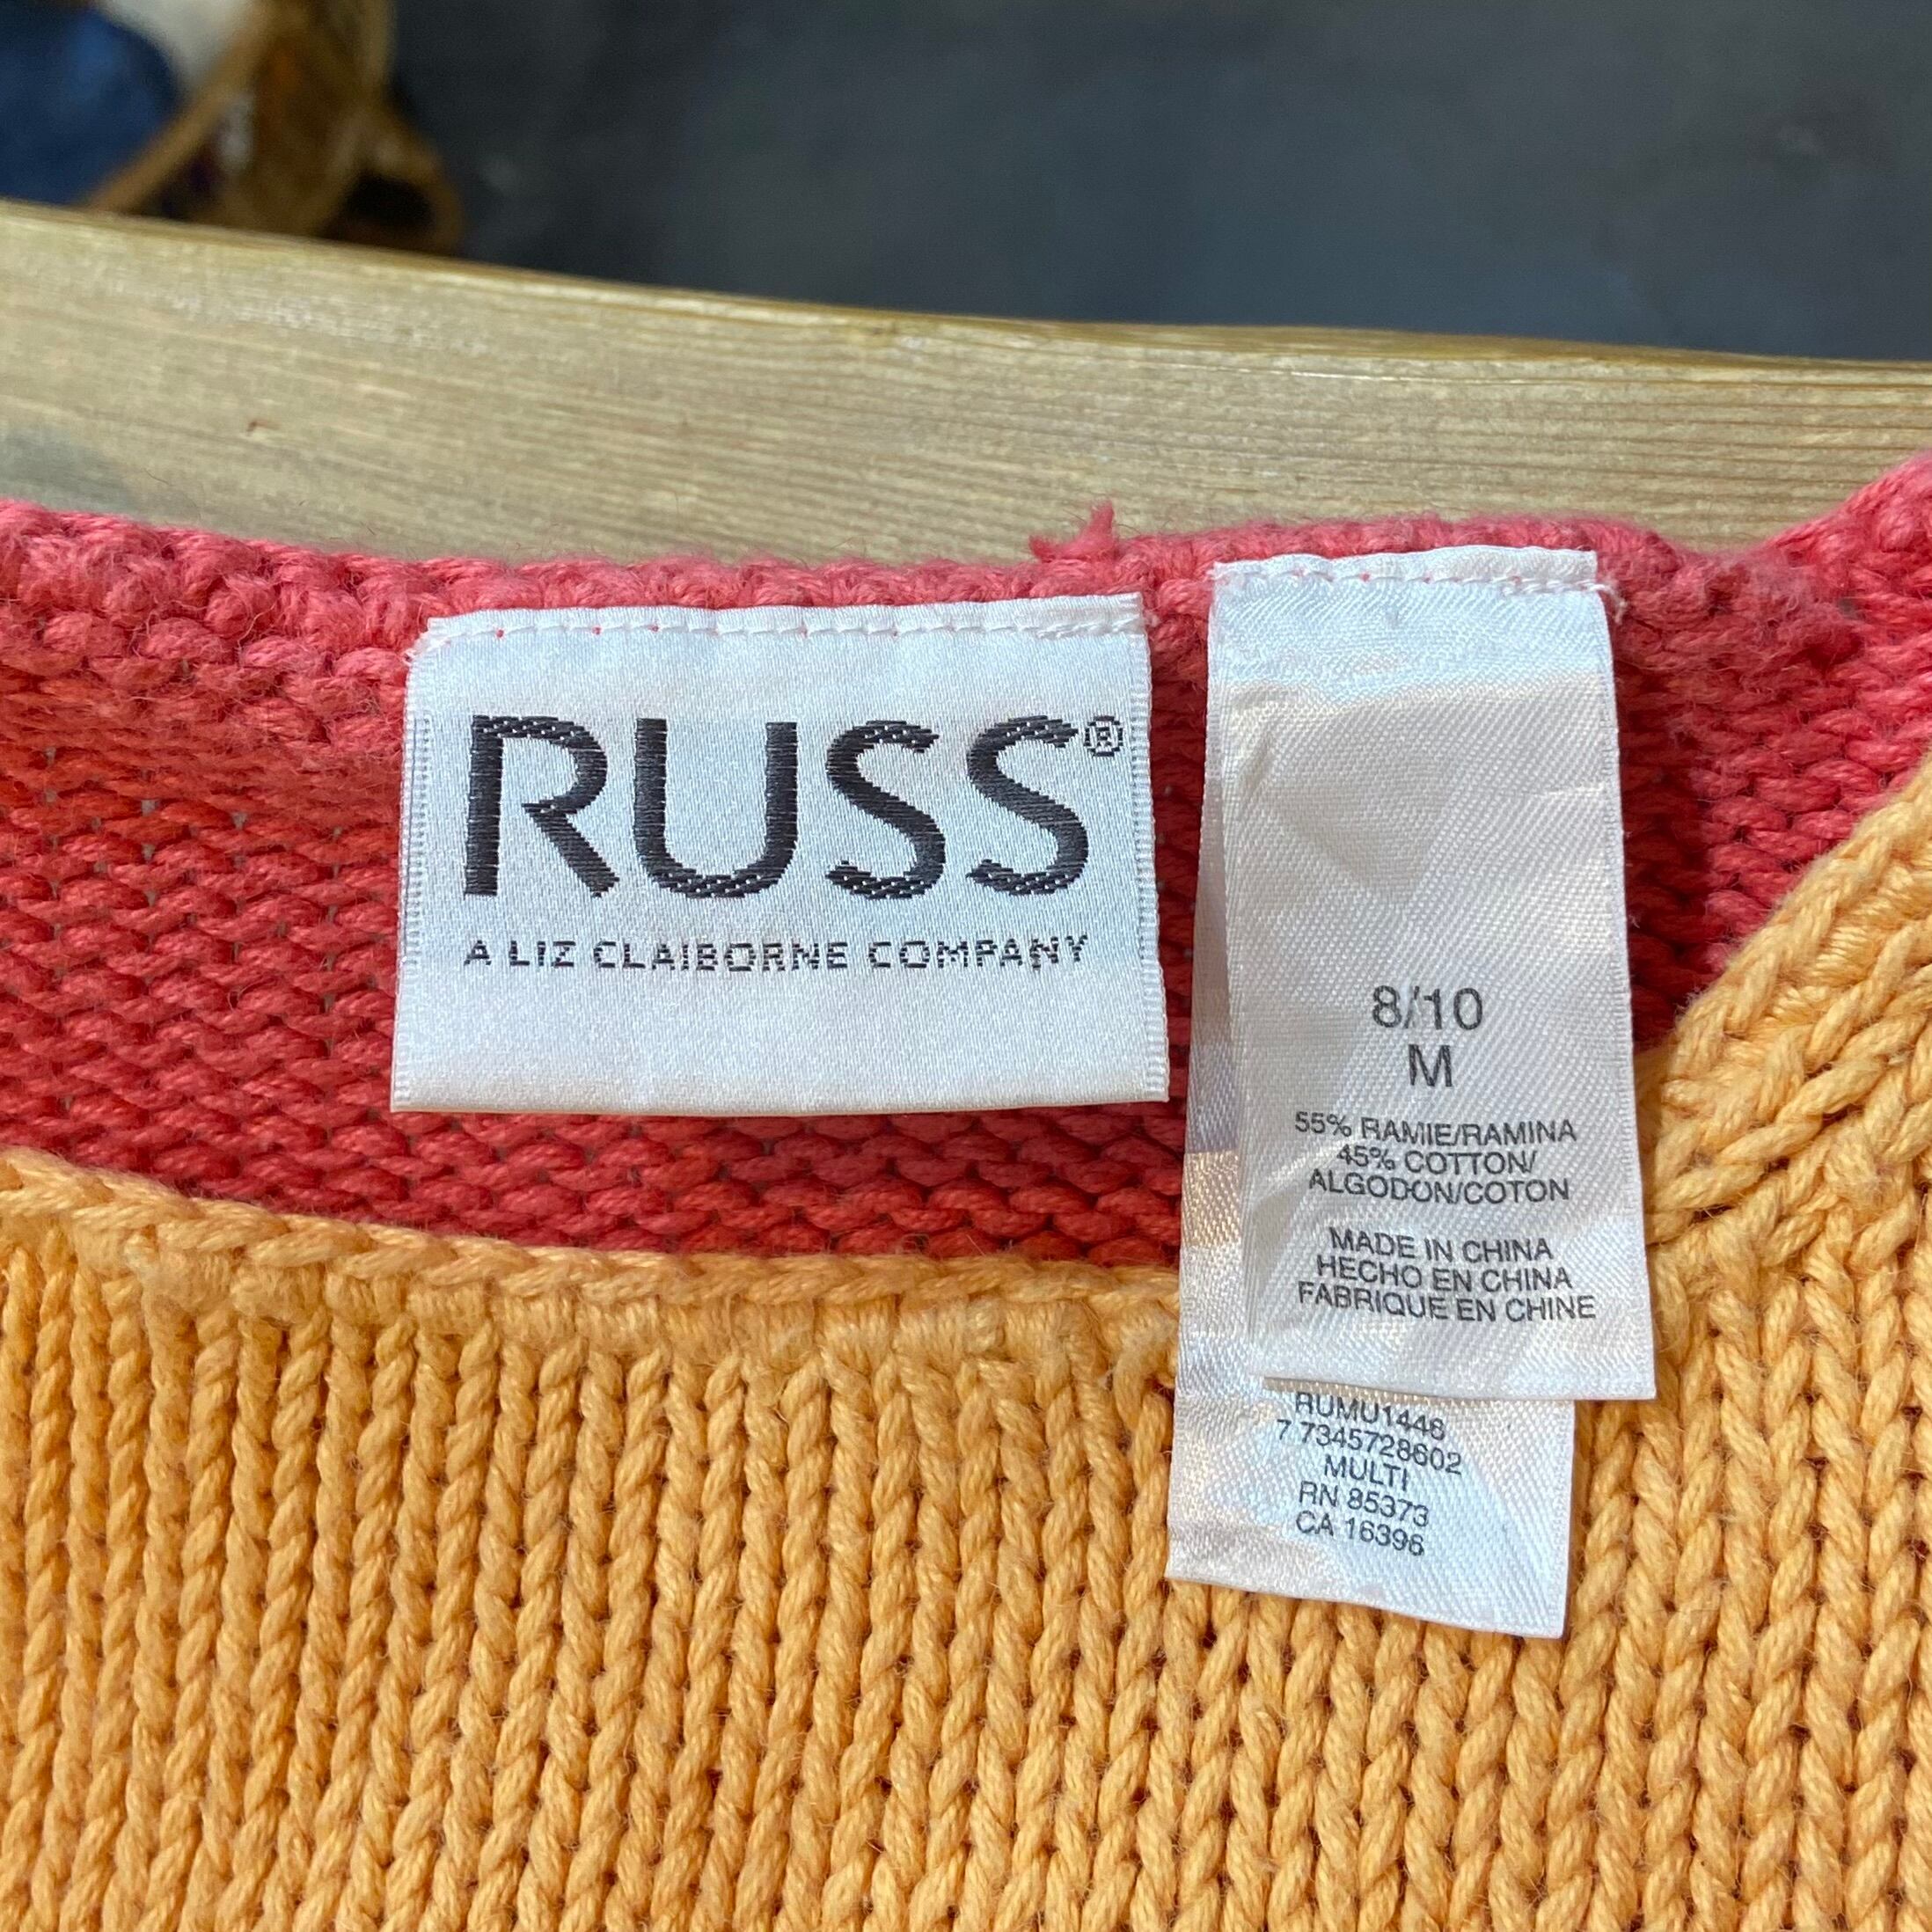 RUSS®
A LIZ CLAIBORNE COMPANY
8/10
M
55% RAMIE/RAMINA
45% COTTON/
ALGODON/COTON
MADE IN CHINA
HECHO EN CHINA
FABRIQUE EN CHINE
RUMU1446
7 7345728602
MULTI
RN 85373
CA 16396